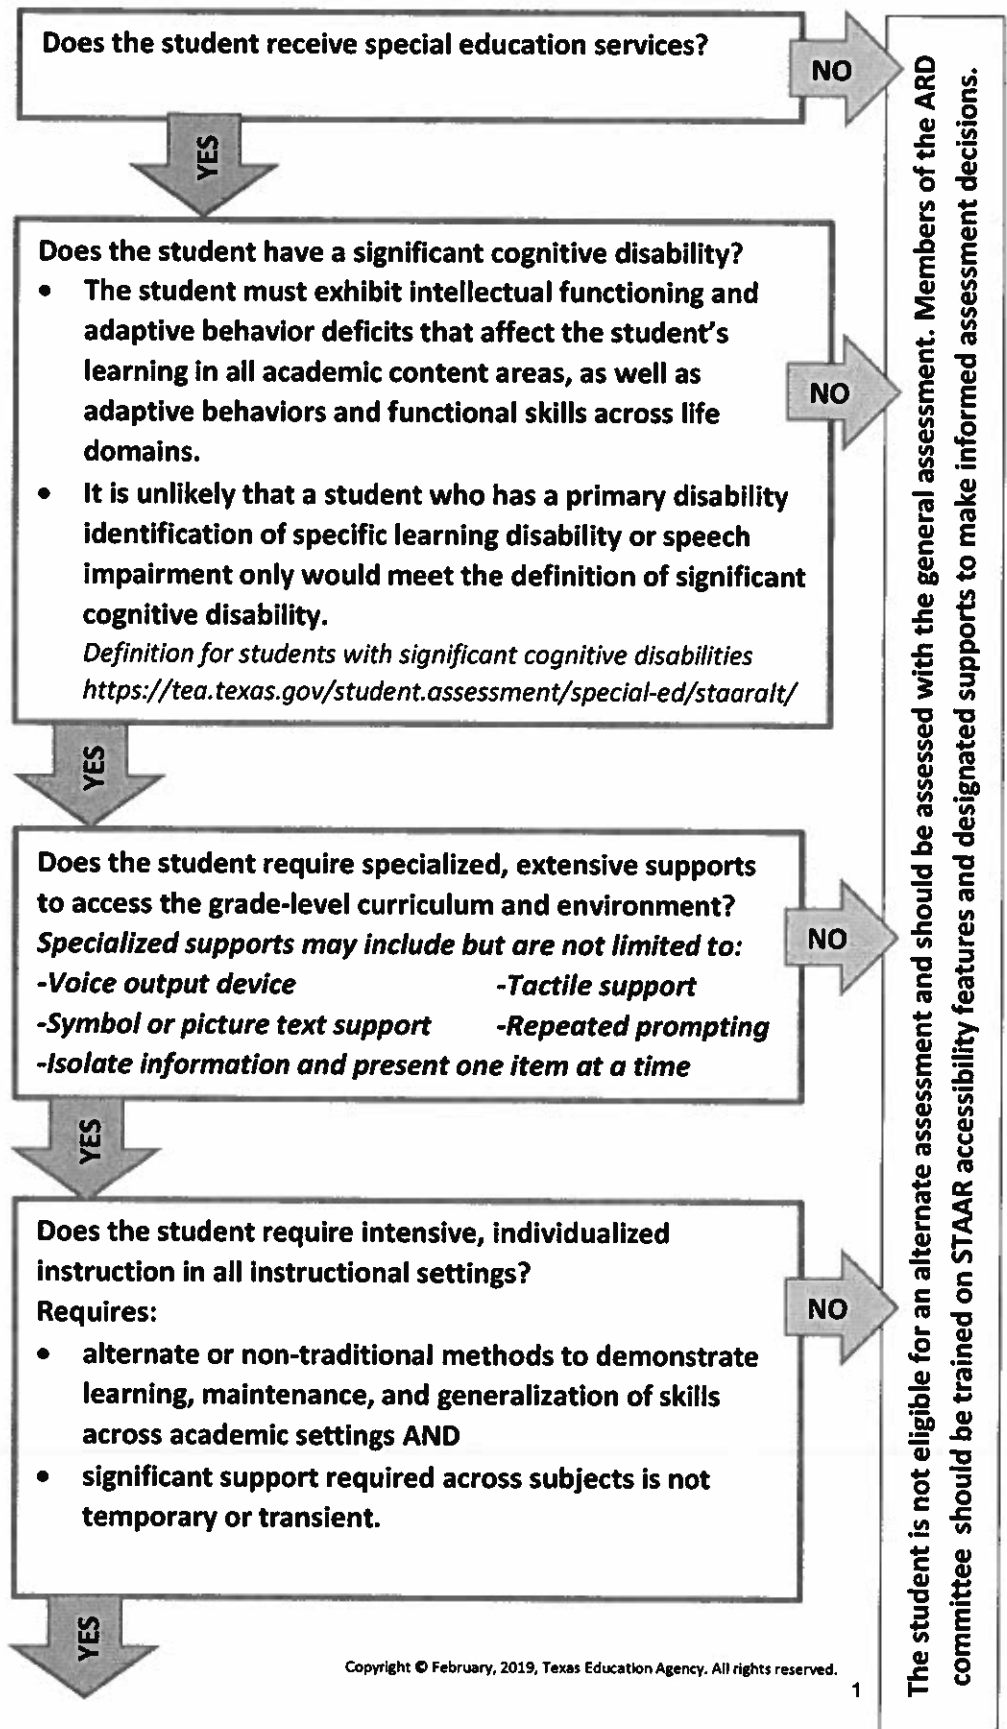 Does the student receive special education services?
NO
YES
Does the student have a significant cognitive disability?
• The student must exhibit intellectual functioning and
adaptive behavior deficits that affect the student's
learning in all academic content areas, as well as
adaptive behaviors and functional skills across life
domains.
• It is unlikely that a student who has a primary disability
identification of specific learning disability or speech
impairment only would meet the definition of significant
cognitive disability.
Definition for students with significant cognitive disabilities
https://tea.texas.gov/student.assessment/special-ed/staaralt/
NO
YES
Does the student require specialized, extensive supports
to access the grade-level curriculum and environment?
Specialized supports may include but are not limited to:
-Voice output device -Tactile support
-Symbol or picture text support -Repeated prompting
-Isolate information and present one item at a time
NO
YES
Does the student require intensive, individualized
instruction in all instructional settings?
Requires:
• alternate or non-traditional methods to demonstrate
learning, maintenance, and generalization of skills
across academic settings AND
• significant support required across subjects is not
temporary or transient.
NO
YES
The student is not eligible for an alternate assessment and should be assessed with the general assessment. Members of the ARD
committee should be trained on STAAR accessibility features and designated supports to make informed assessment decisions.
Copyright © February, 2019, Texas Education Agency. All rights reserved.
1